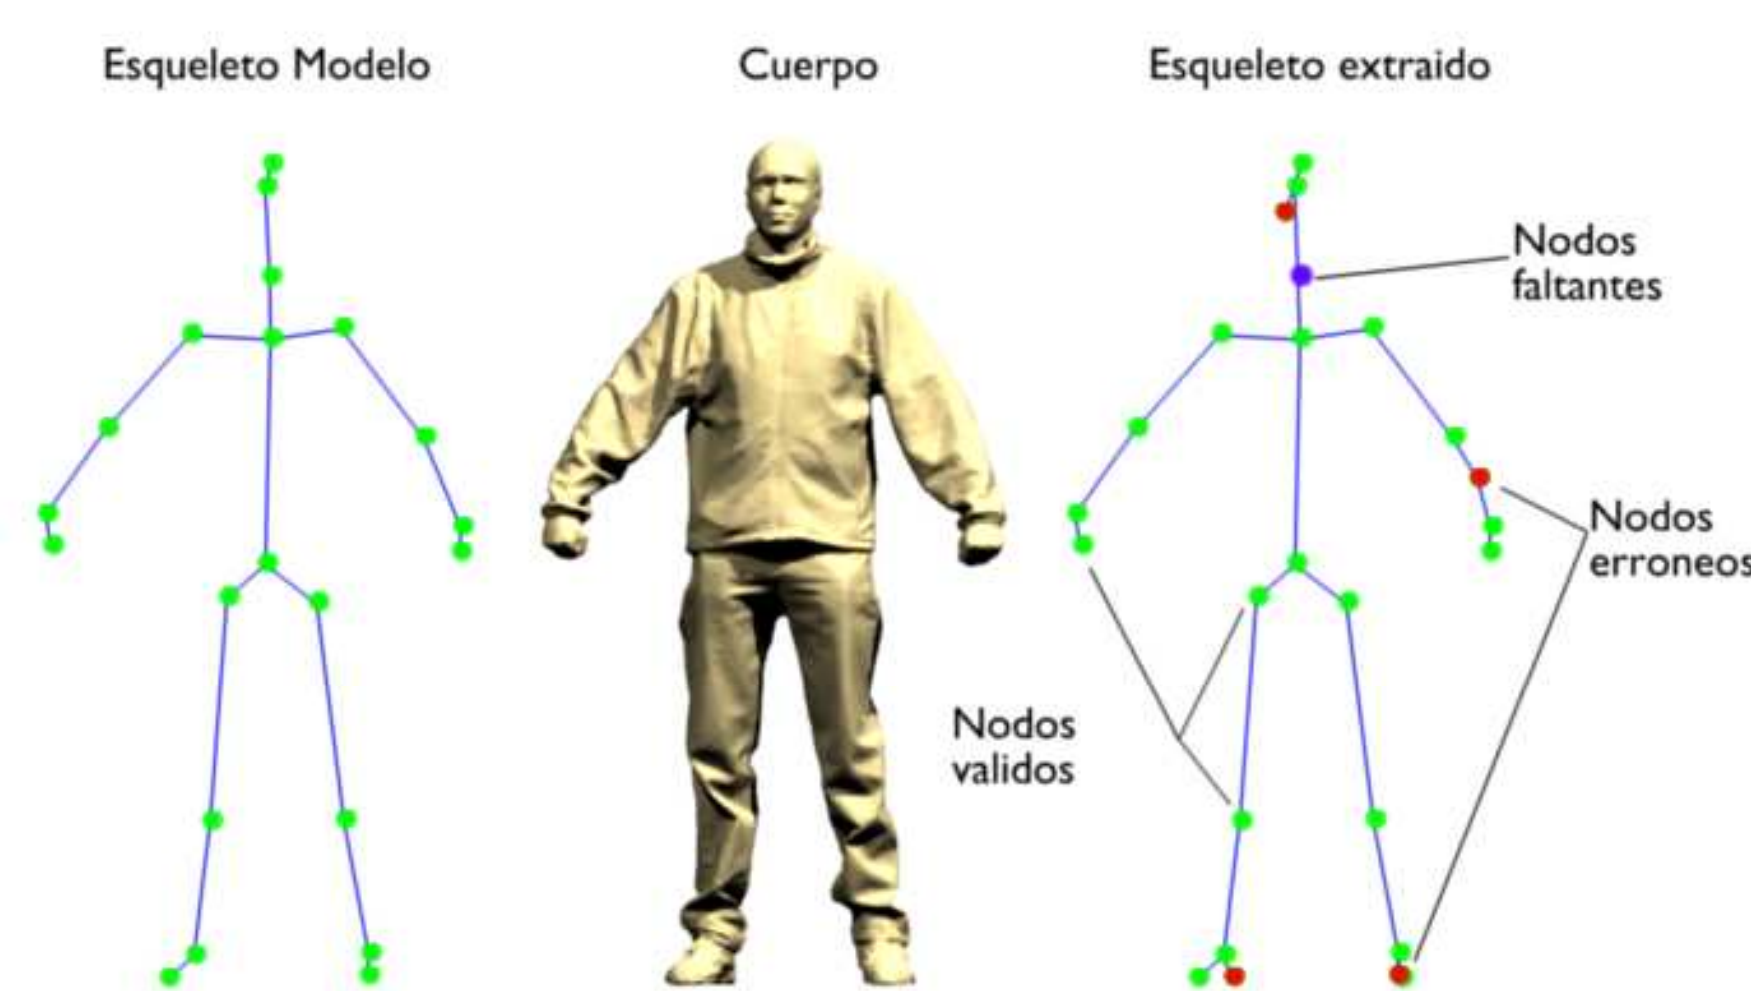 Esqueleto Modelo
Cuerpo
Esqueleto extraido
Nodos
faltantes
Nodos
erroneos
Nodos
validos